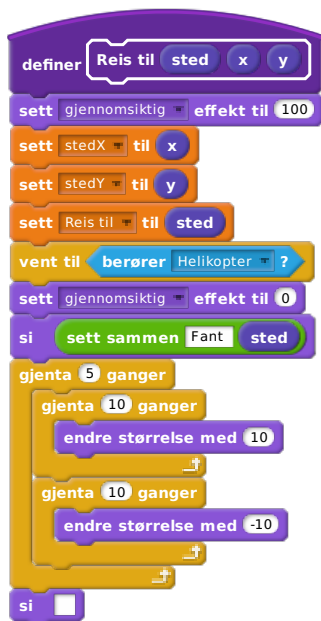 definer Reis til sted x y
sett gjennomsiktig effekt til 100
sett stedX til x
sett stedY til y
sett Reis til til sted
vent til berører Helikopter ?
sett gjennomsiktig effekt til 0
si sett sammen Fant sted
gjenta 5 ganger
gjenta 10 ganger
endre størrelse med 10
gjenta 10 ganger
endre størrelse med -10
si